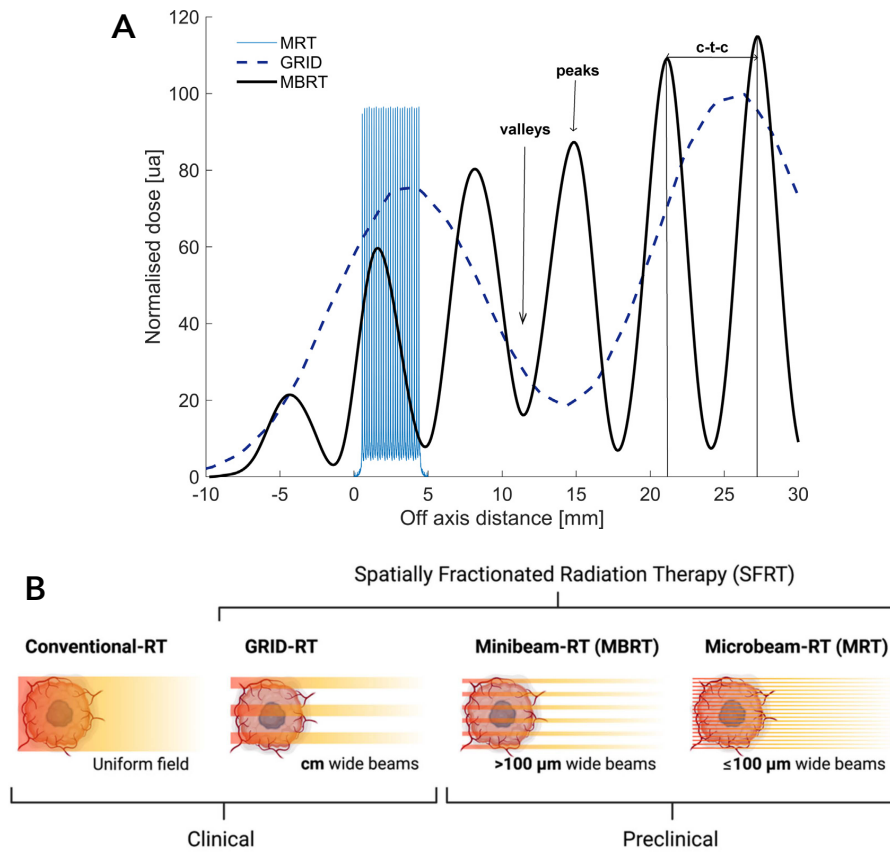 A
MRT
GRID
MBRT
c-t-c
peaks
valleys
Normalised dose [ua]
120
100
80
60
40
20
0
-10 -5 0 5 10 15 20 25 30
Off axis distance [mm]
B
Spatially Fractionated Radiation Therapy (SFRT)
Conventional-RT GRID-RT Minibeam-RT (MBRT) Microbeam-RT (MRT)
Uniform field cm wide beams >100 µm wide beams ≤100 µm wide beams
Clinical Preclinical